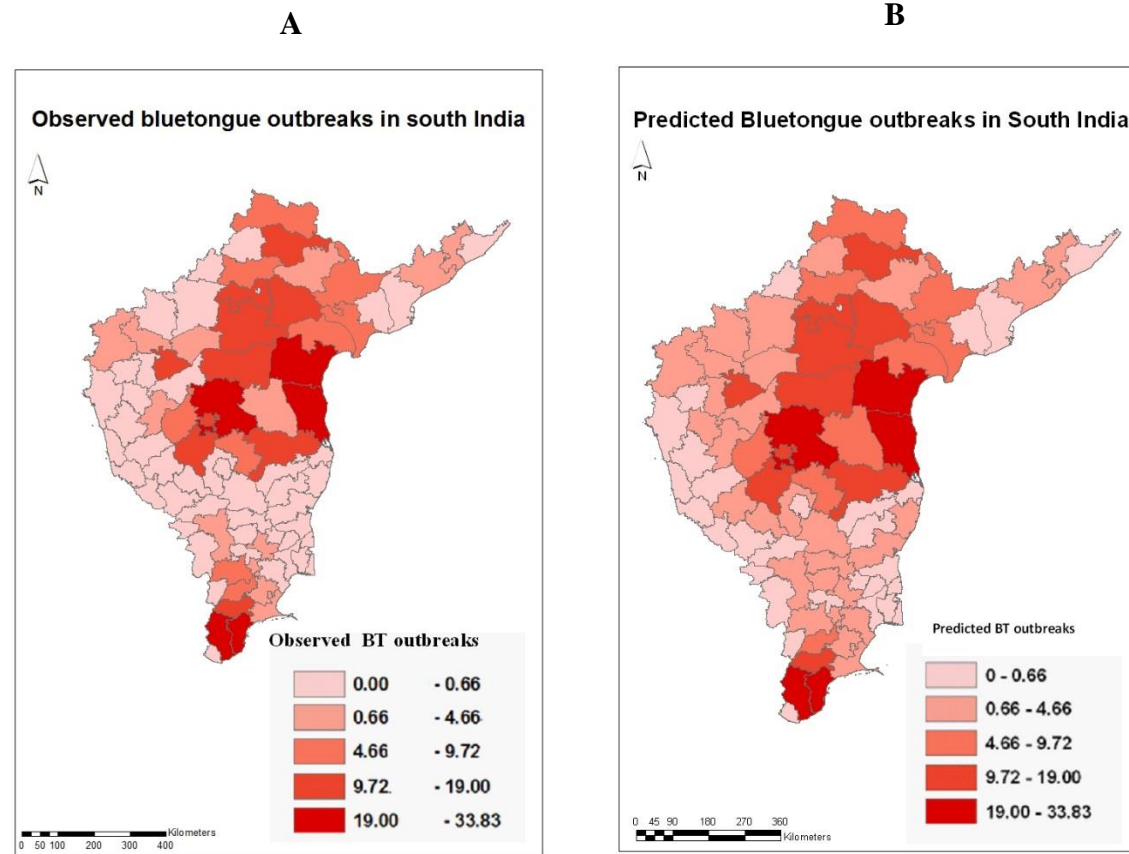 A
Observed bluetongue outbreaks in south India
N
Observed BT outbreaks
0.00 - 0.66
0.66 - 4.66
4.66 - 9.72
9.72 - 19.00
19.00 - 33.83
Kilometers
0 50 100 200 300 400
B
Predicted Bluetongue outbreaks in South India
N
Predicted BT outbreaks
0 - 0.66
0.66 - 4.66
4.66 - 9.72
9.72 - 19.00
19.00 - 33.83
0 45 90 180 270 360
Kilometers